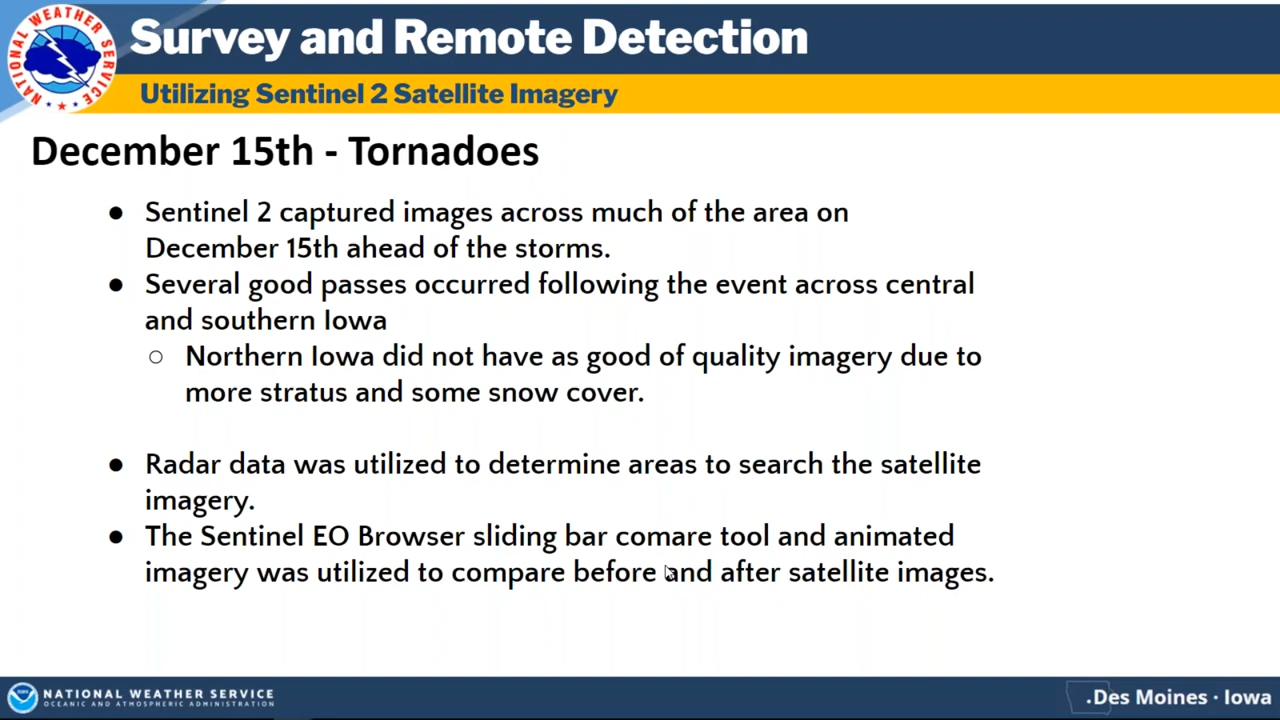 NATIONAL WEATHER SERVICE
Survey and Remote Detection
Utilizing Sentinel 2 Satellite Imagery
December 15th - Tornadoes
● Sentinel 2 captured images across much of the area on
December 15th ahead of the storms.
● Several good passes occurred following the event across central
and southern Iowa
○ Northern Iowa did not have as good of quality imagery due to
more stratus and some snow cover.
● Radar data was utilized to determine areas to search the satellite
imagery.
● The Sentinel EO Browser sliding bar comare tool and animated
imagery was utilized to compare before and after satellite images.
NATIONAL WEATHER SERVICE
OCEANIC AND ATMOSPHERIC ADMINISTRATION
.Des Moines · Iowa